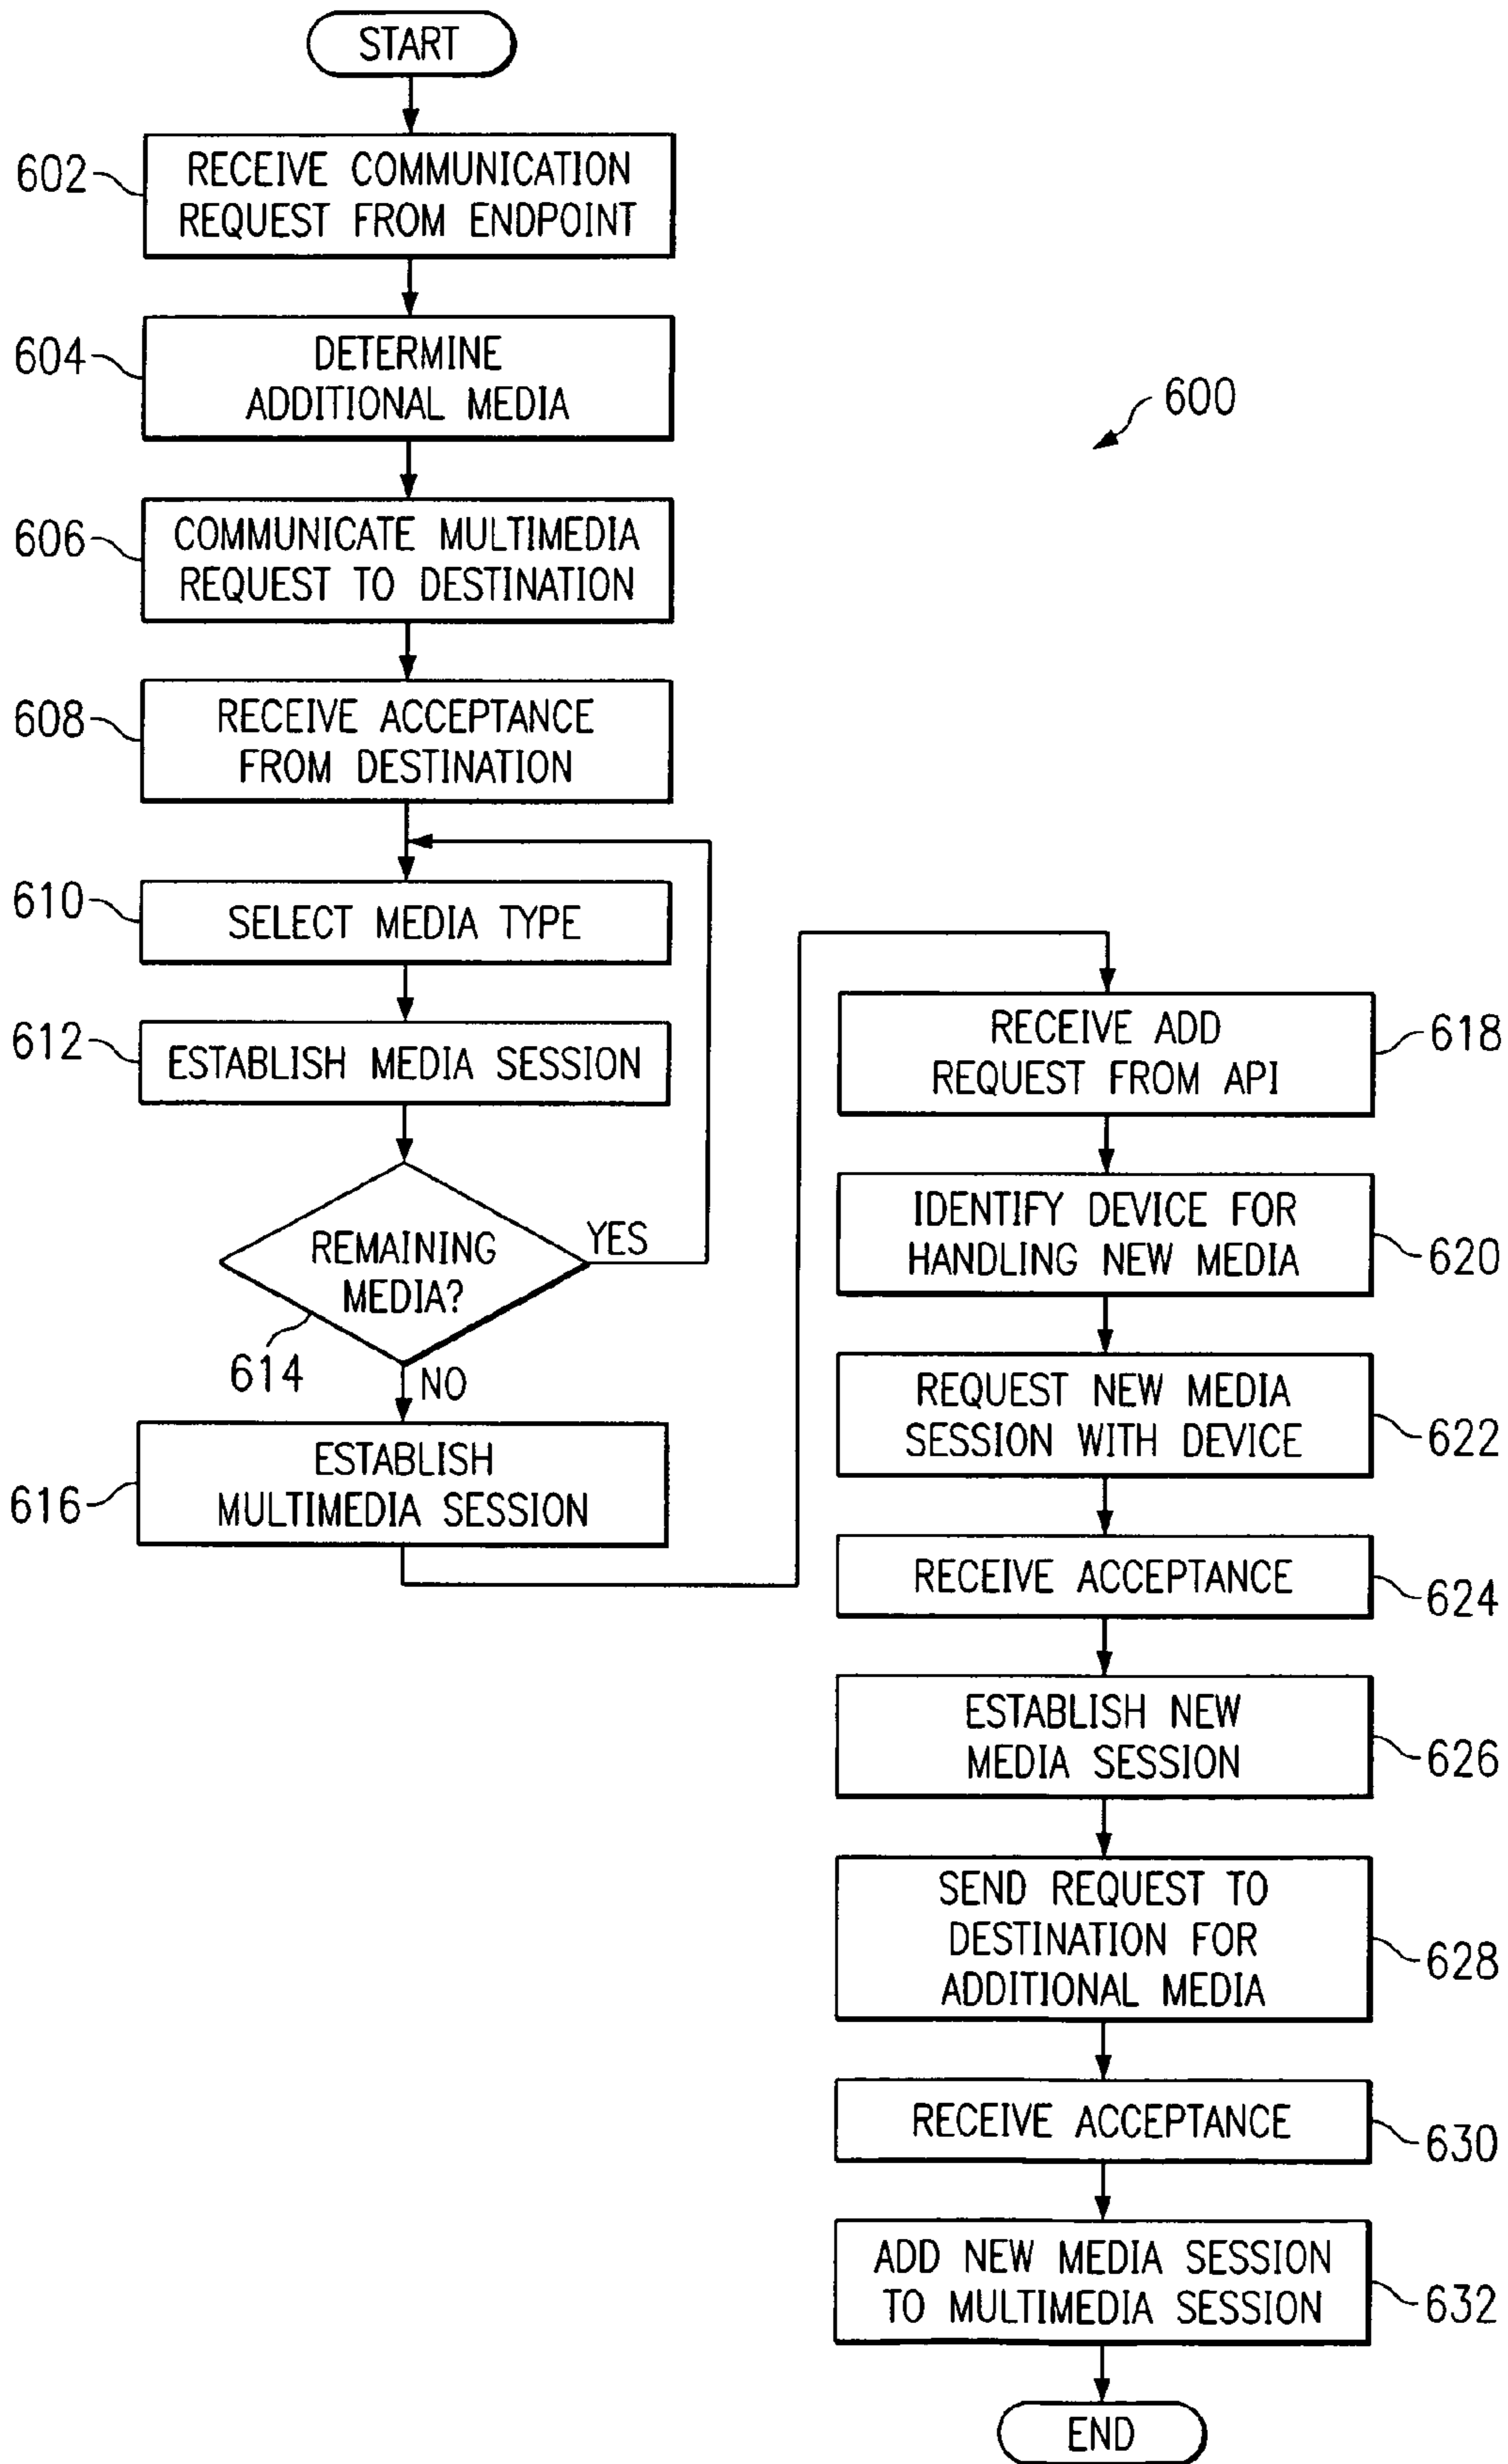 START
602
RECEIVE COMMUNICATION
REQUEST FROM ENDPOINT
604
DETERMINE
ADDITIONAL MEDIA
600
606
COMMUNICATE MULTIMEDIA
REQUEST TO DESTINATION
608
RECEIVE ACCEPTANCE
FROM DESTINATION
610
SELECT MEDIA TYPE
612
ESTABLISH MEDIA SESSION
REMAINING
MEDIA?
YES
614
NO
616
ESTABLISH
MULTIMEDIA SESSION
RECEIVE ADD
REQUEST FROM API
618
IDENTIFY DEVICE FOR
HANDLING NEW MEDIA
620
REQUEST NEW MEDIA
SESSION WITH DEVICE
622
RECEIVE ACCEPTANCE
624
ESTABLISH NEW
MEDIA SESSION
626
SEND REQUEST TO
DESTINATION FOR
ADDITIONAL MEDIA
628
RECEIVE ACCEPTANCE
630
ADD NEW MEDIA SESSION
TO MULTIMEDIA SESSION
632
END